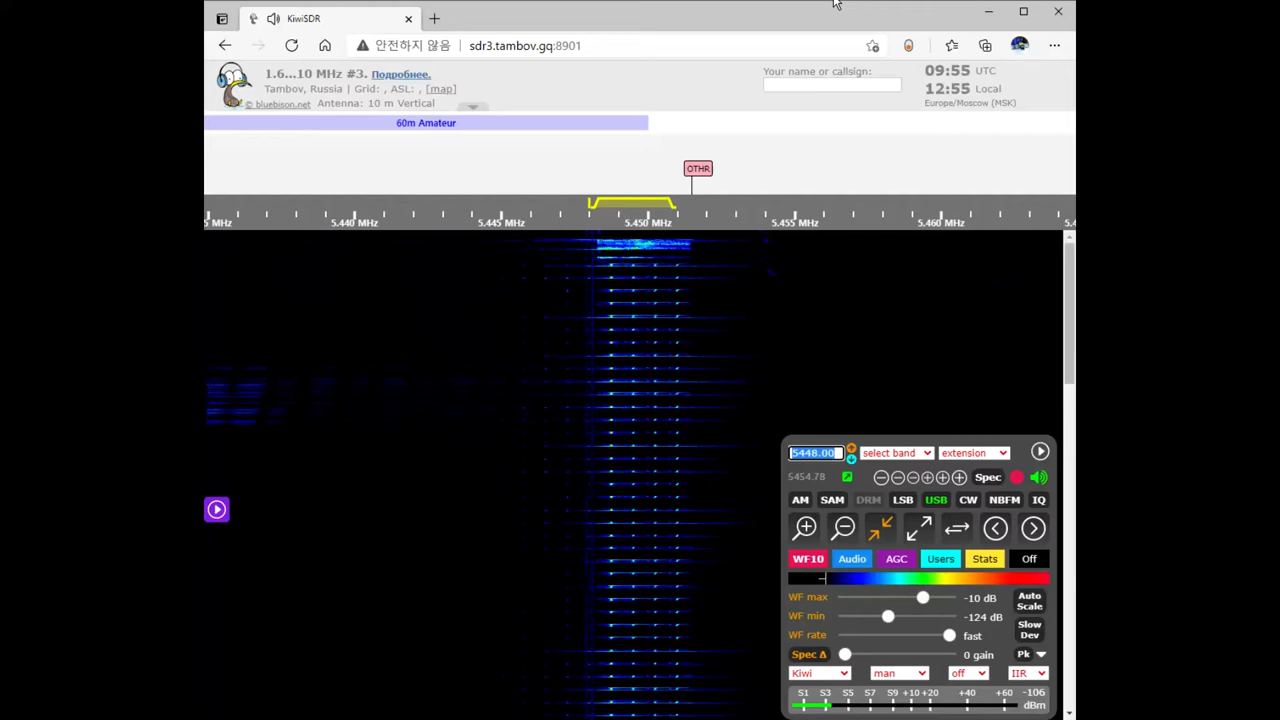 KiwiSDR
안전하지 않음
sdr3.tambov.gq:8901
1.6...10 MHz #3. Подробнее.
Tambov, Russia | Grid: , ASL: , [map]
© bluebison.net
Antenna: 10 m Vertical
Your name or callsign:
09:55 UTC
12:55 Local
Europe/Moscow (MSK)
60m Amateur
OTHR
5 MHz 5.440 MHz 5.445 MHz 5.450 MHz 5.455 MHz 5.460 MHz 5.4
5448.00 select band extension
5454.78 Spec
AM SAM DRM LSB USB CW NBFM IQ
WF10 Audio AGC Users Stats Off
WF max -10 dB Auto Scale
WF min -124 dB
WF rate fast Slow Dev
Spec Δ 0 gain Pk
Kiwi man off IIR
S1 S3 S5 S7 S9 +10 +20 +40 +60 -106
dBm